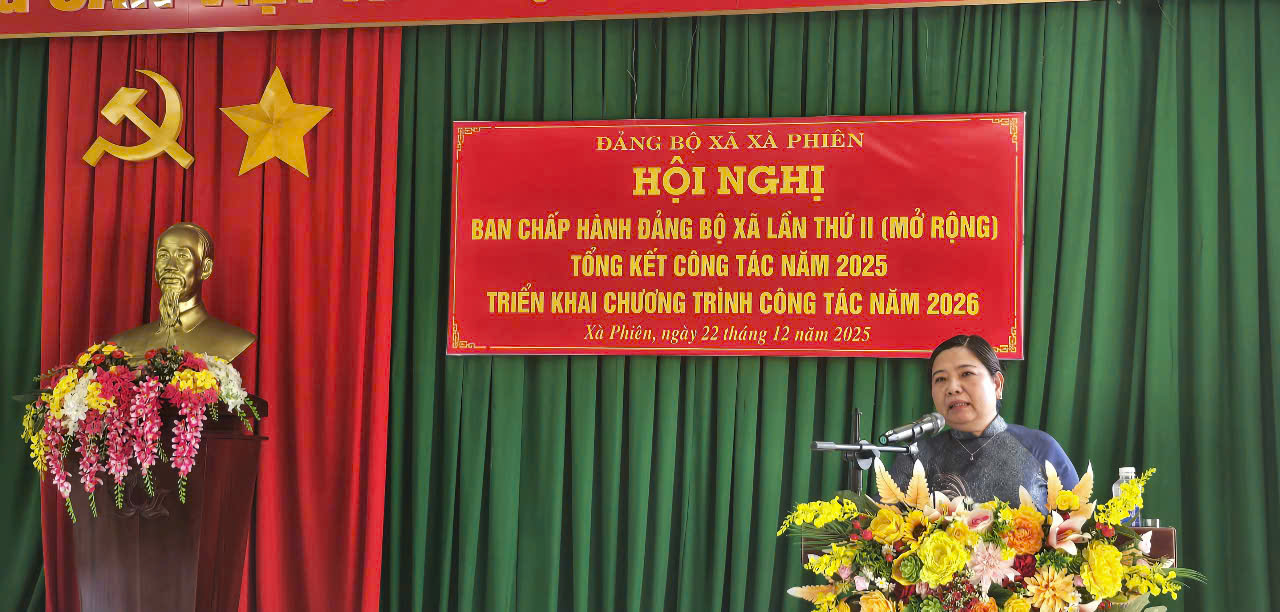 ĐẢNG BỘ XÃ XÀ PHIÊN
HỘI NGHỊ
BAN CHẤP HÀNH ĐẢNG BỘ XÃ LẦN THỨ II (MỞ RỘNG)
TỔNG KẾT CÔNG TÁC NĂM 2025
TRIỂN KHAI CHƯƠNG TRÌNH CÔNG TÁC NĂM 2026
Xà Phiên, ngày 22 tháng 12 năm 2025